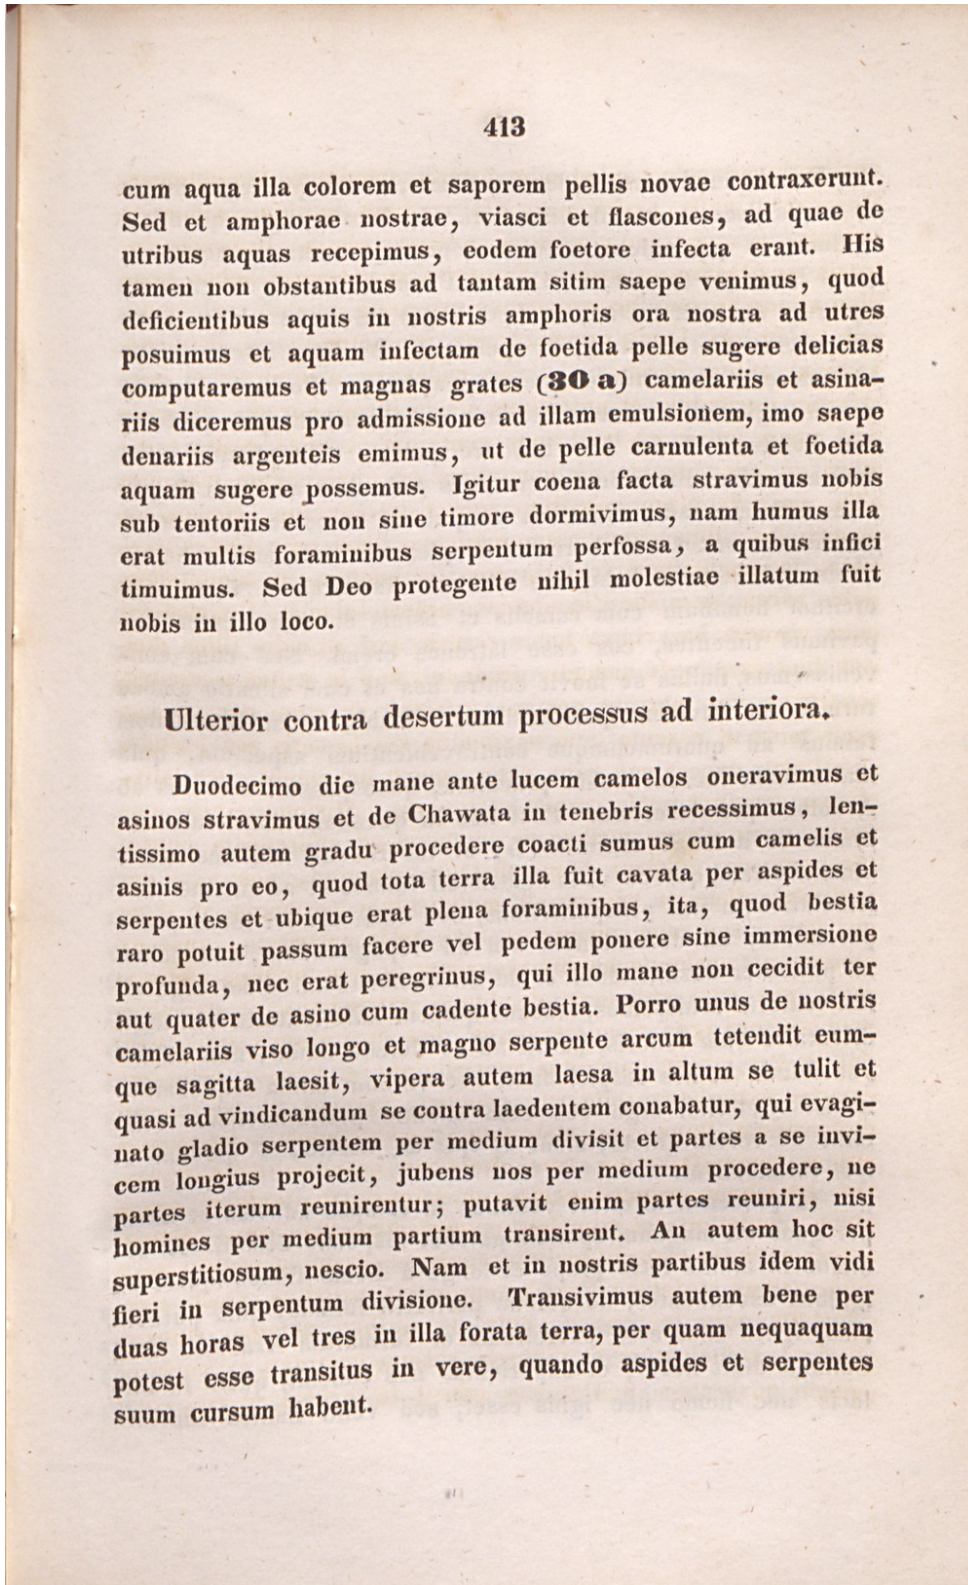 413
cum aqua illa colorem et saporem pellis novae contraxerunt.
Sed et amphorae nostrae, viasci et flascones, ad quae de
utribus aquas recepimus, eodem foetore infecta erant. His
tamen non obstantibus ad tantam sitim saepe venimus, quod
deficientibus aquis in nostris amphoris ora nostra ad utres
posuimus et aquam infectam de foetida pelle sugere delicias
computaremus et magnas grates (30 a) camelariis et asina-
riis diceremus pro admissione ad illam emulsionem, imo saepe
denariis argenteis emimus, ut de pelle carnulenta et foetida
aquam sugere possemus. Igitur coena facta stravimus nobis
sub tentoriis et non sine timore dormivimus, nam humus illa
erat multis foraminibus serpentum perfossa, a quibus infici
timuimus. Sed Deo protegente nihil molestiae illatum fuit
nobis in illo loco.
Ulterior contra desertum processus ad interiora.
Duodecimo die mane ante lucem camelos oneravimus et
asinos stravimus et de Chawata in tenebris recessimus, len-
tissimo autem gradu procedere coacti sumus cum camelis et
asinis pro eo, quod tota terra illa fuit cavata per aspides et
serpentes et ubique erat plena foraminibus, ita, quod bestia
raro potuit passum facere vel pedem ponere sine immersione
profunda, nec erat peregrinus, qui illo mane non cecidit ter
aut quater de asino cum cadente bestia. Porro unus de nostris
camelariis viso longo et magno serpente arcum tetendit eum-
que sagitta laesit, vipera autem laesa in altum se tulit et
quasi ad vindicandum se contra laedentem conabatur, qui evagi-
nato gladio serpentem per medium divisit et partes a se invi-
cem longius projecit, jubens nos per medium procedere, ne
partes iterum reunirentur; putavit enim partes reuniri, nisi
homines per medium partium transirent. An autem hoc sit
superstitiosum, nescio. Nam et in nostris partibus idem vidi
fieri in serpentum divisione. Transivimus autem bene per
duas horas vel tres in illa forata terra, per quam nequaquam
potest esse transitus in vere, quando aspides et serpentes
suum cursum habent.